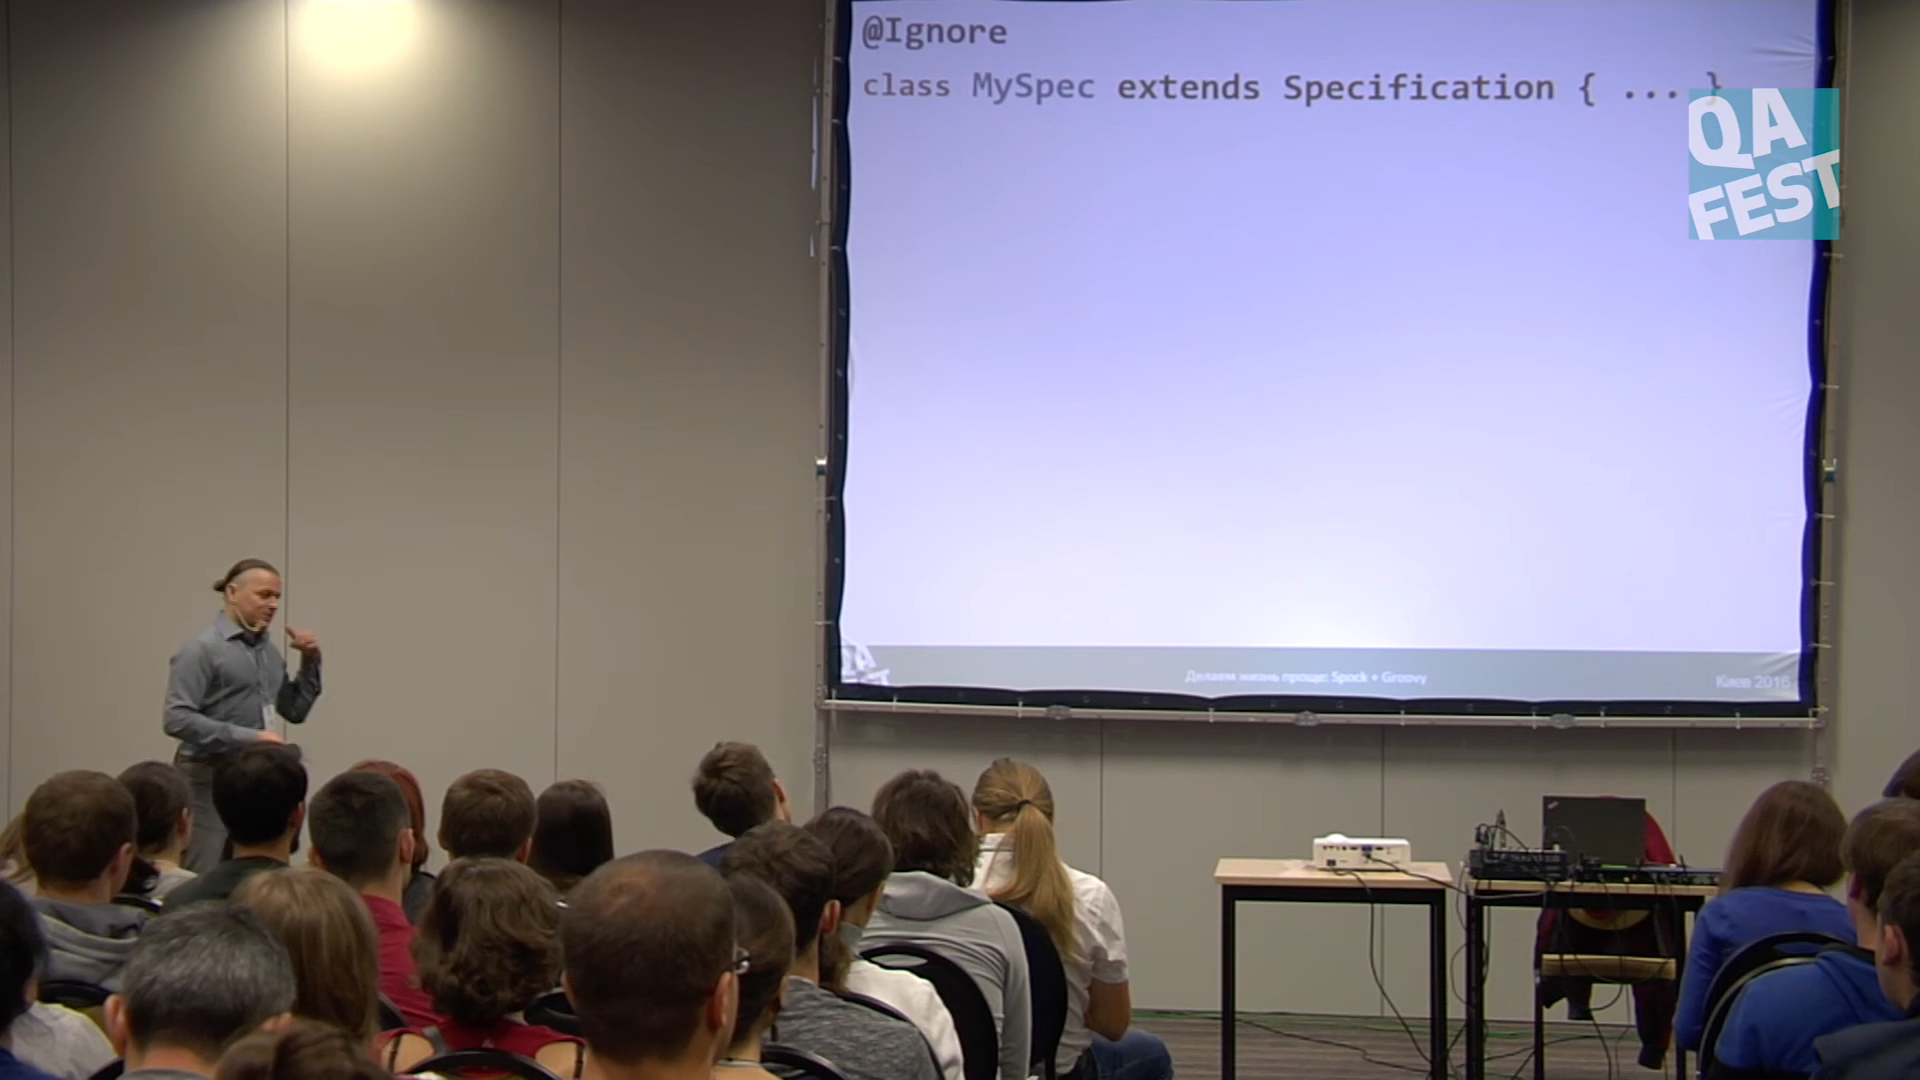 @Ignore
class MySpec extends Specification { ... }
QA
FEST
Делаем жизнь проще: Spock + Groovy
Киев 2016